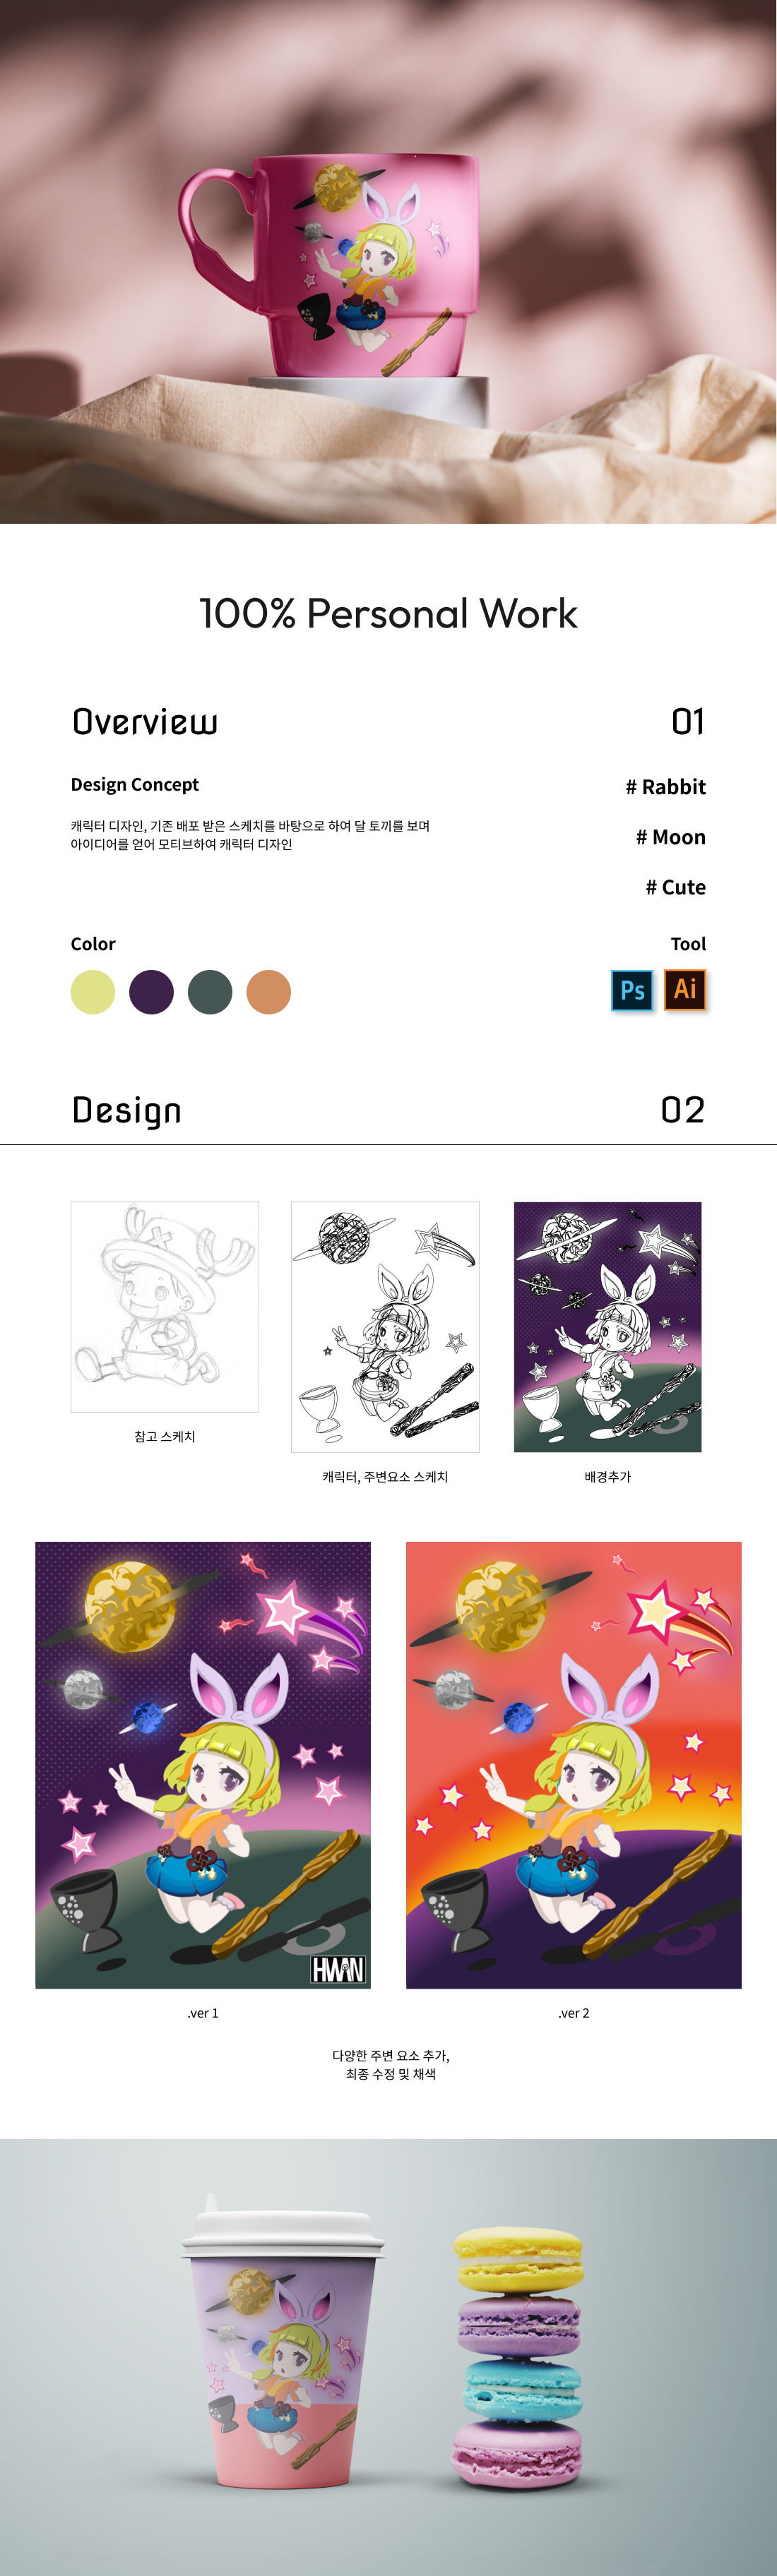 100% Personal Work
Overview
01
Design Concept
# Rabbit
캐릭터 디자인, 기존 배포 받은 스케치를 바탕으로 하여 달 토끼를 보며
아이디어를 얻어 모티브하여 캐릭터 디자인
# Moon
# Cute
Color
Tool
Ps
Ai
Design
02
참고 스케치
캐릭터, 주변요소 스케치
배경추가
HWAN
.ver 1
.ver 2
다양한 주변 요소 추가,
최종 수정 및 채색